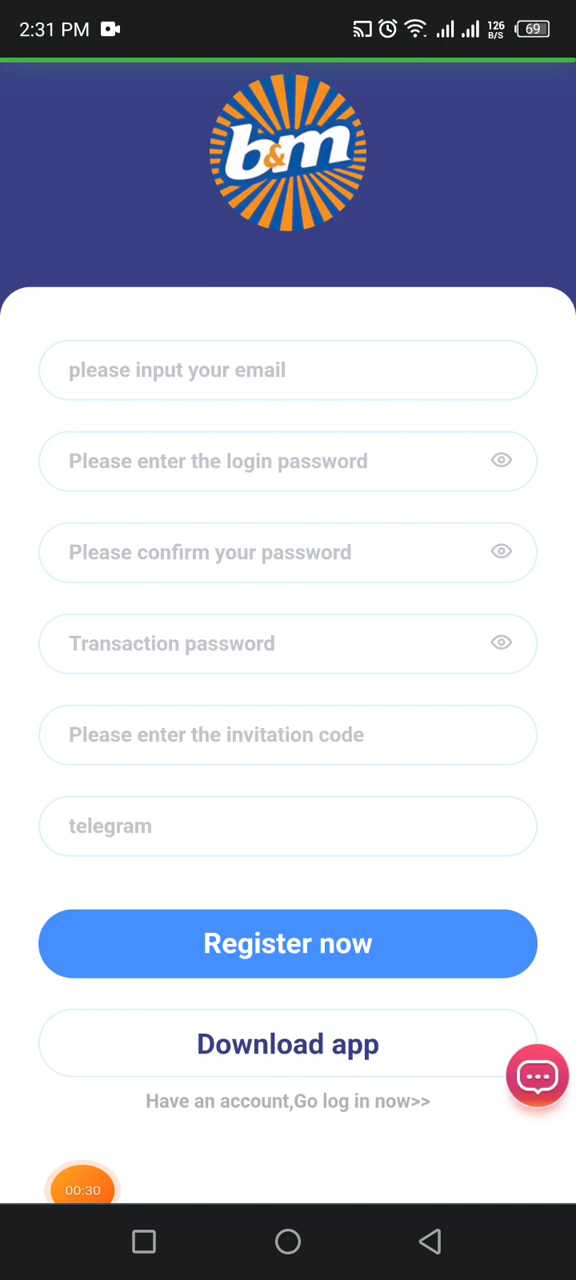 2:31 PM
126
B/S
69
b&m
please input your email
Please enter the login password
Please confirm your password
Transaction password
Please enter the invitation code
telegram
Register now
Download app
Have an account,Go log in now>>
00:30